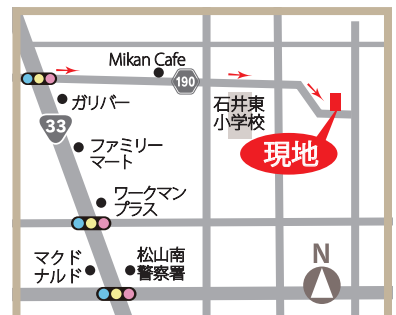 Mikan Cafe
190
ガリバー
石井東
小学校
33
ファミリー
マート
現地
ワークマン
プラス
マクド
ナルド
松山南
警察署
N